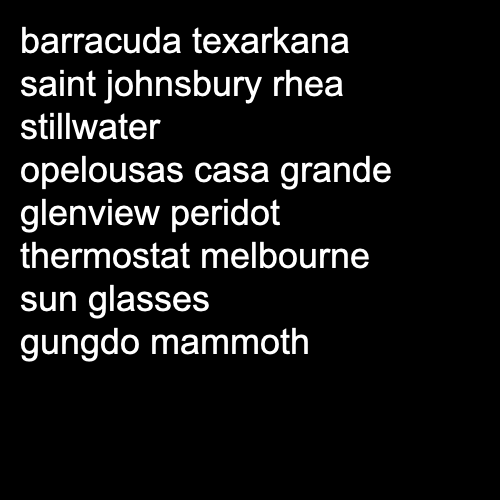 barracuda texarkana
saint johnsbury rhea
stillwater
opelousas casa grande
glenview peridot
thermostat melbourne
sun glasses
gungdo mammoth